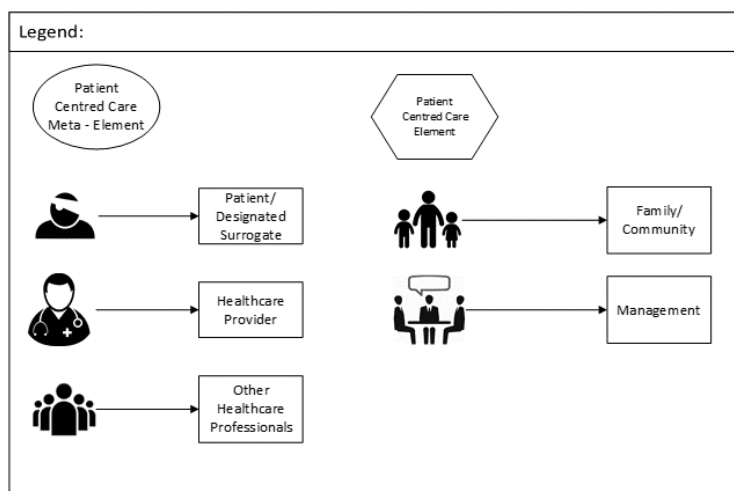 Legend:
Patient
Centred Care
Meta - Element
Patient
Centred Care
Element
Patient/
Designated
Surrogate
Family/
Community
Healthcare
Provider
Management
Other
Healthcare
Professionals